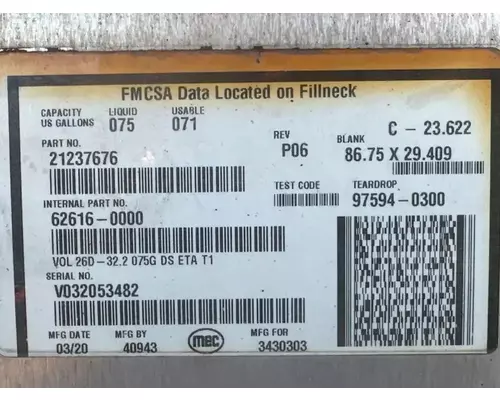 FMCSA Data Located on Fillneck
CAPACITY LIQUID USABLE
US GALLONS 075 071
C - 23.622
PART NO. REV BLANK
21237676 P06 86.75 X 29.409
TEST CODE TEARDROP
97594-0300
INTERNAL PART NO.
62616-0000
VOL 26D-32.2 075G DS ETA T1
SERIAL NO.
V032053482
MFG DATE MFG BY mec MFG FOR
03/20 40943 3430303